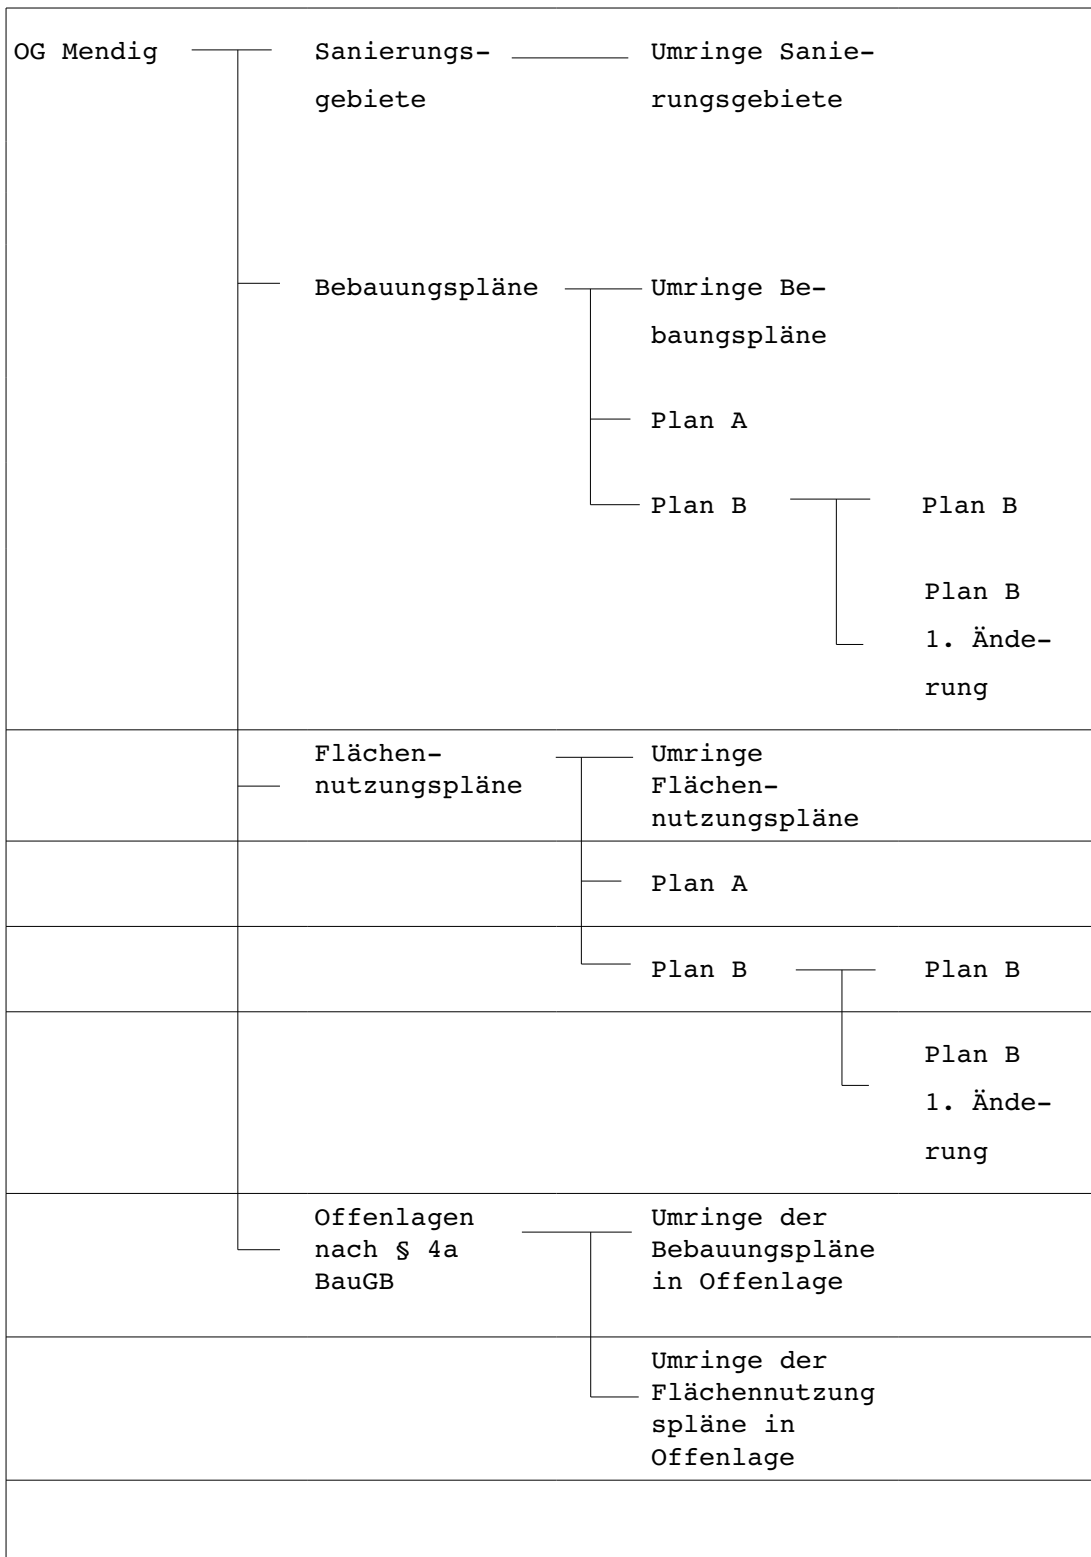 OG Mendig Sanierungs- Umringe Sanie-
gebiete rungsgebiete
Bebauungspläne Umringe Be-
baungspläne
Plan A
Plan B Plan B
Plan B
1. Ände-
rung
Flächen- Umringe
nutzungspläne Flächen-
nutzungspläne
Plan A
Plan B Plan B
Plan B
1. Ände-
rung
Offenlagen Umringe der
nach § 4a Bebauungspläne
BauGB in Offenlage
Umringe der
Flächennutzung
spläne in
Offenlage